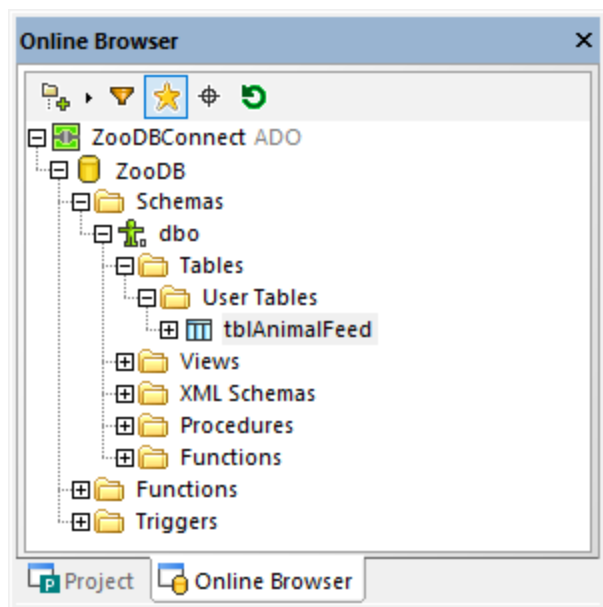 Online Browser
ZooDBConnect ADO
ZooDB
Schemas
dbo
Tables
User Tables
tblAnimalFeed
Views
XML Schemas
Procedures
Functions
Functions
Triggers
Project Online Browser